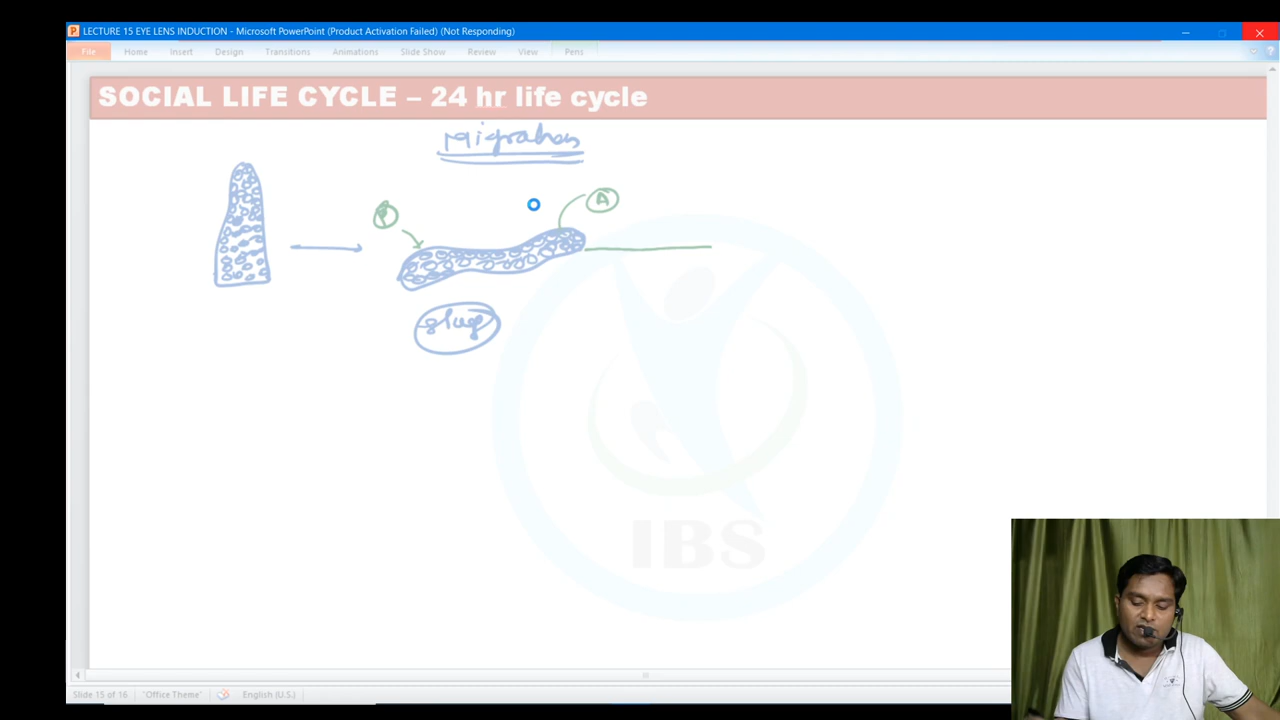 LECTURE 15 EYE LENS INDUCTION - Microsoft PowerPoint (Product Activation Failed) (Not Responding)
File Home Insert Design Transitions Animations Slide Show Review View Pens
SOCIAL LIFE CYCLE – 24 hr life cycle
Migration
P
A
slug
IBS
Slide 15 of 16 "Office Theme" English (U.S.)